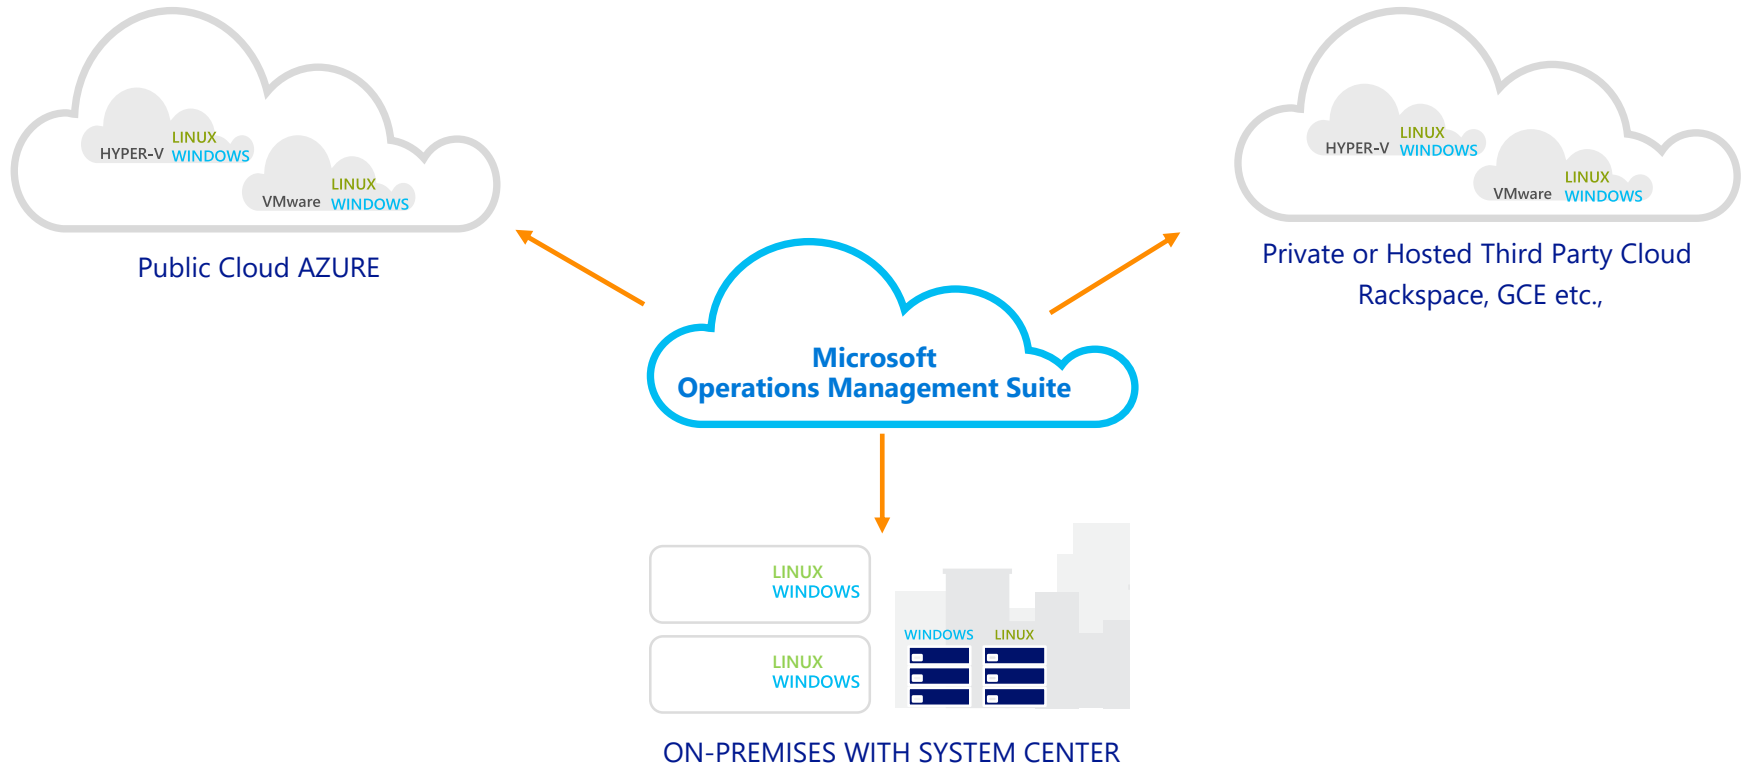 LINUX
HYPER-V WINDOWS
LINUX
VMware WINDOWS
Public Cloud AZURE
LINUX
HYPER-V WINDOWS
LINUX
VMware WINDOWS
Private or Hosted Third Party Cloud
Rackspace, GCE etc.,
Microsoft
Operations Management Suite
LINUX
WINDOWS
LINUX
WINDOWS
WINDOWS LINUX
ON-PREMISES WITH SYSTEM CENTER